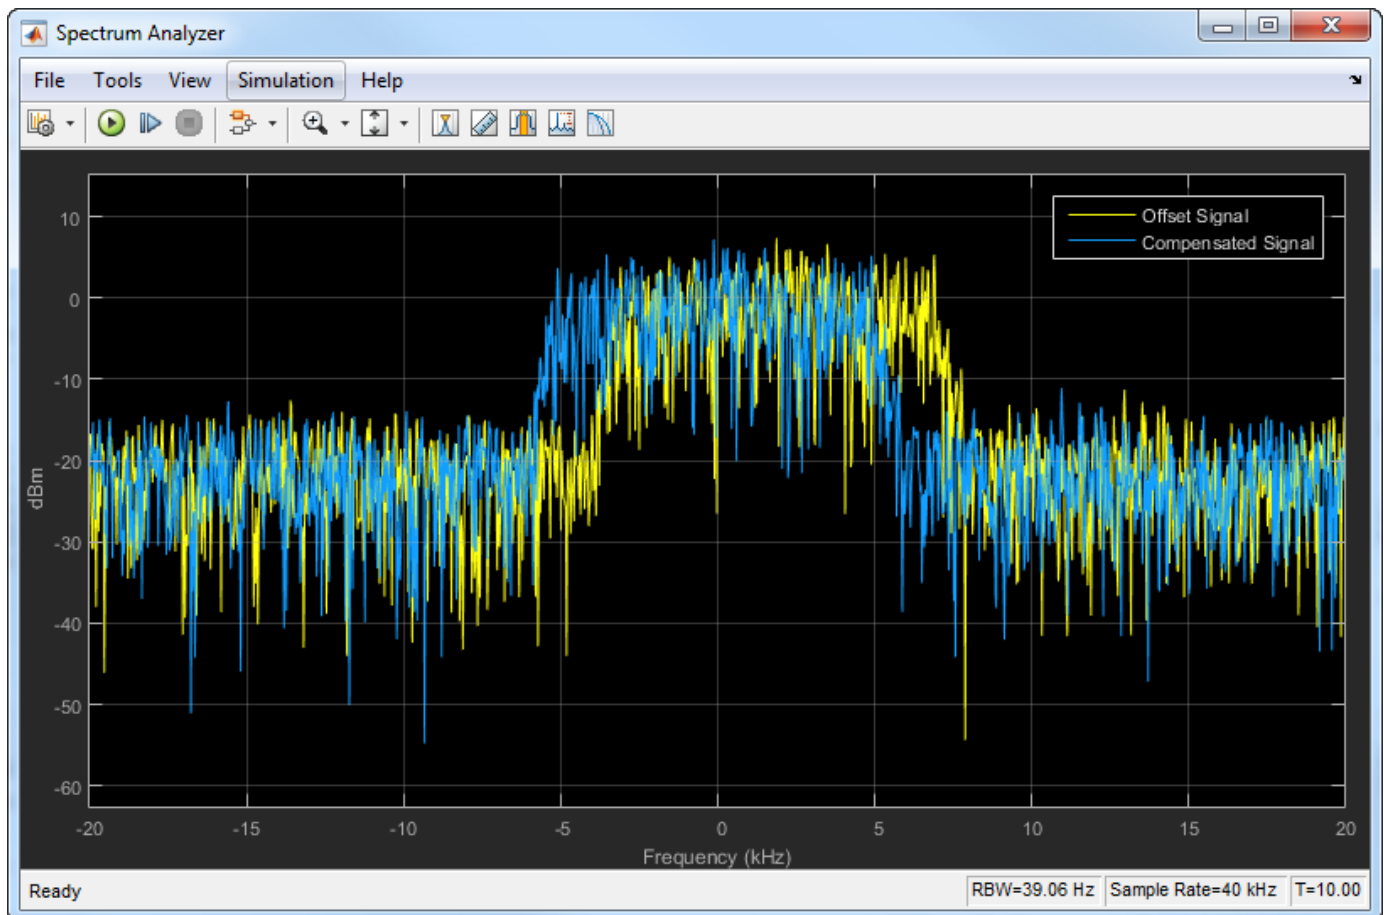 Spectrum Analyzer
File Tools View Simulation Help
Offset Signal
Compensated Signal
10
0
-10
-20
-30
-40
-50
-60
dBm
-20 -15 -10 -5 0 5 10 15 20
Frequency (kHz)
Ready RBW=39.06 Hz Sample Rate=40 kHz T=10.00